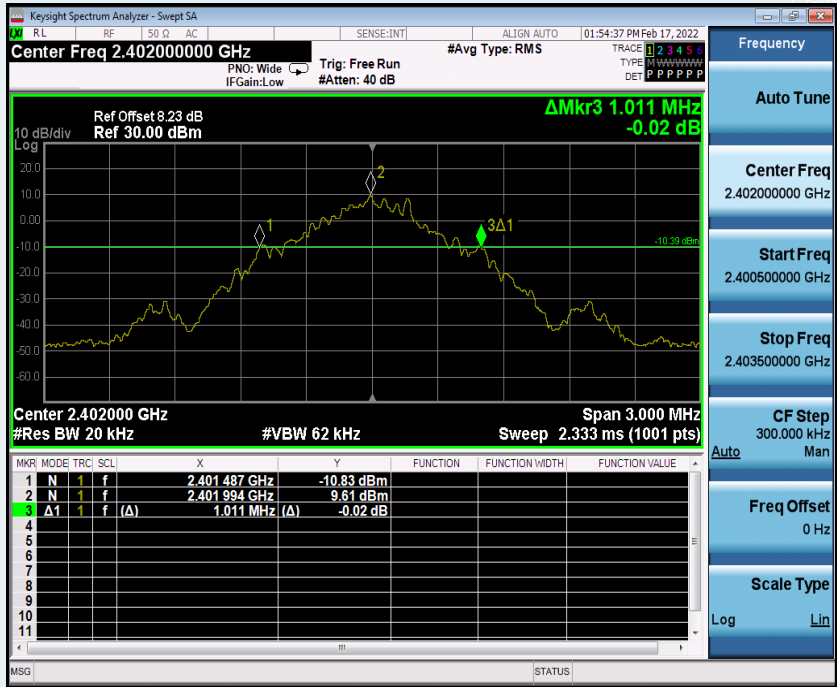 Keysight Spectrum Analyzer - Swept SA
LXI RL RF 50 Ω AC SENSE:INT ALIGN AUTO 01:54:37 PM Feb 17, 2022
Center Freq 2.402000000 GHz
PNO: Wide
IFGain:Low
Trig: Free Run
#Atten: 40 dB
#Avg Type: RMS
TRACE 1 2 3 4 5 6
TYPE M WWWWW
DET P P P P P P
ΔMkr3 1.011 MHz
-0.02 dB
Ref Offset 8.23 dB
10 dB/div Ref 30.00 dBm
Log
20.0
10.0
0.00
-10.0
-20.0
-30.0
-40.0
-50.0
-60.0
1
2
3Δ1
-10.39 dBm
Center 2.402000 GHz Span 3.000 MHz
#Res BW 20 kHz #VBW 62 kHz Sweep 2.333 ms (1001 pts)
MKR MODE TRC SCL X Y FUNCTION FUNCTION WIDTH FUNCTION VALUE
1 N 1 f 2.401 487 GHz -10.83 dBm
2 N 1 f 2.401 994 GHz 9.61 dBm
3 Δ1 1 f (Δ) 1.011 MHz (Δ) -0.02 dB
4
5
6
7
8
9
10
11
MSG STATUS
Frequency
Auto Tune
Center Freq
2.402000000 GHz
Start Freq
2.400500000 GHz
Stop Freq
2.403500000 GHz
CF Step
300.000 kHz
Auto Man
Freq Offset
0 Hz
Scale Type
Log Lin